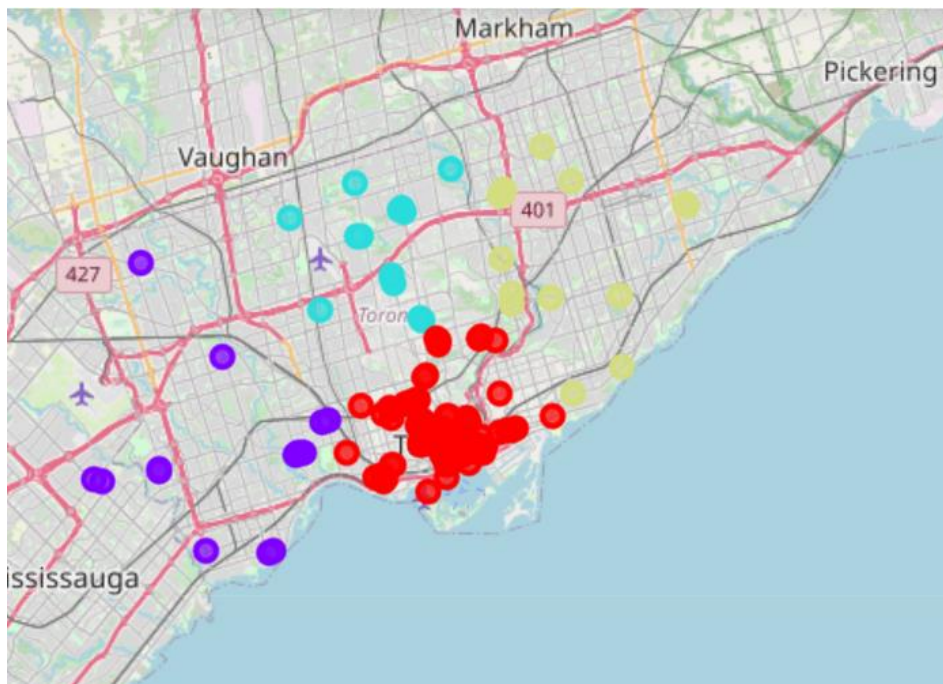 Markham
Pickering
Vaughan
401
427
Toron
T
ississauga